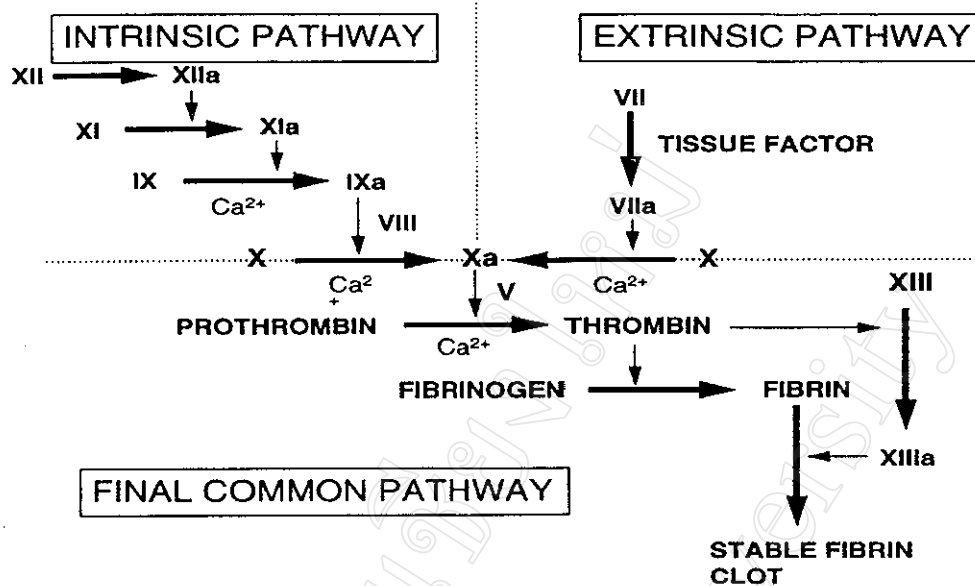 INTRINSIC PATHWAY
EXTRINSIC PATHWAY
XII
XIIa
XI
XIa
IX
Ca²⁺
IXa
VIII
VII
TISSUE FACTOR
VIIa
X
Ca²
+
Xa
Ca²⁺
X
V
XIII
PROTHROMBIN
Ca²⁺
THROMBIN
FIBRINOGEN
FIBRIN
XIIIa
FINAL COMMON PATHWAY
STABLE FIBRIN
CLOT